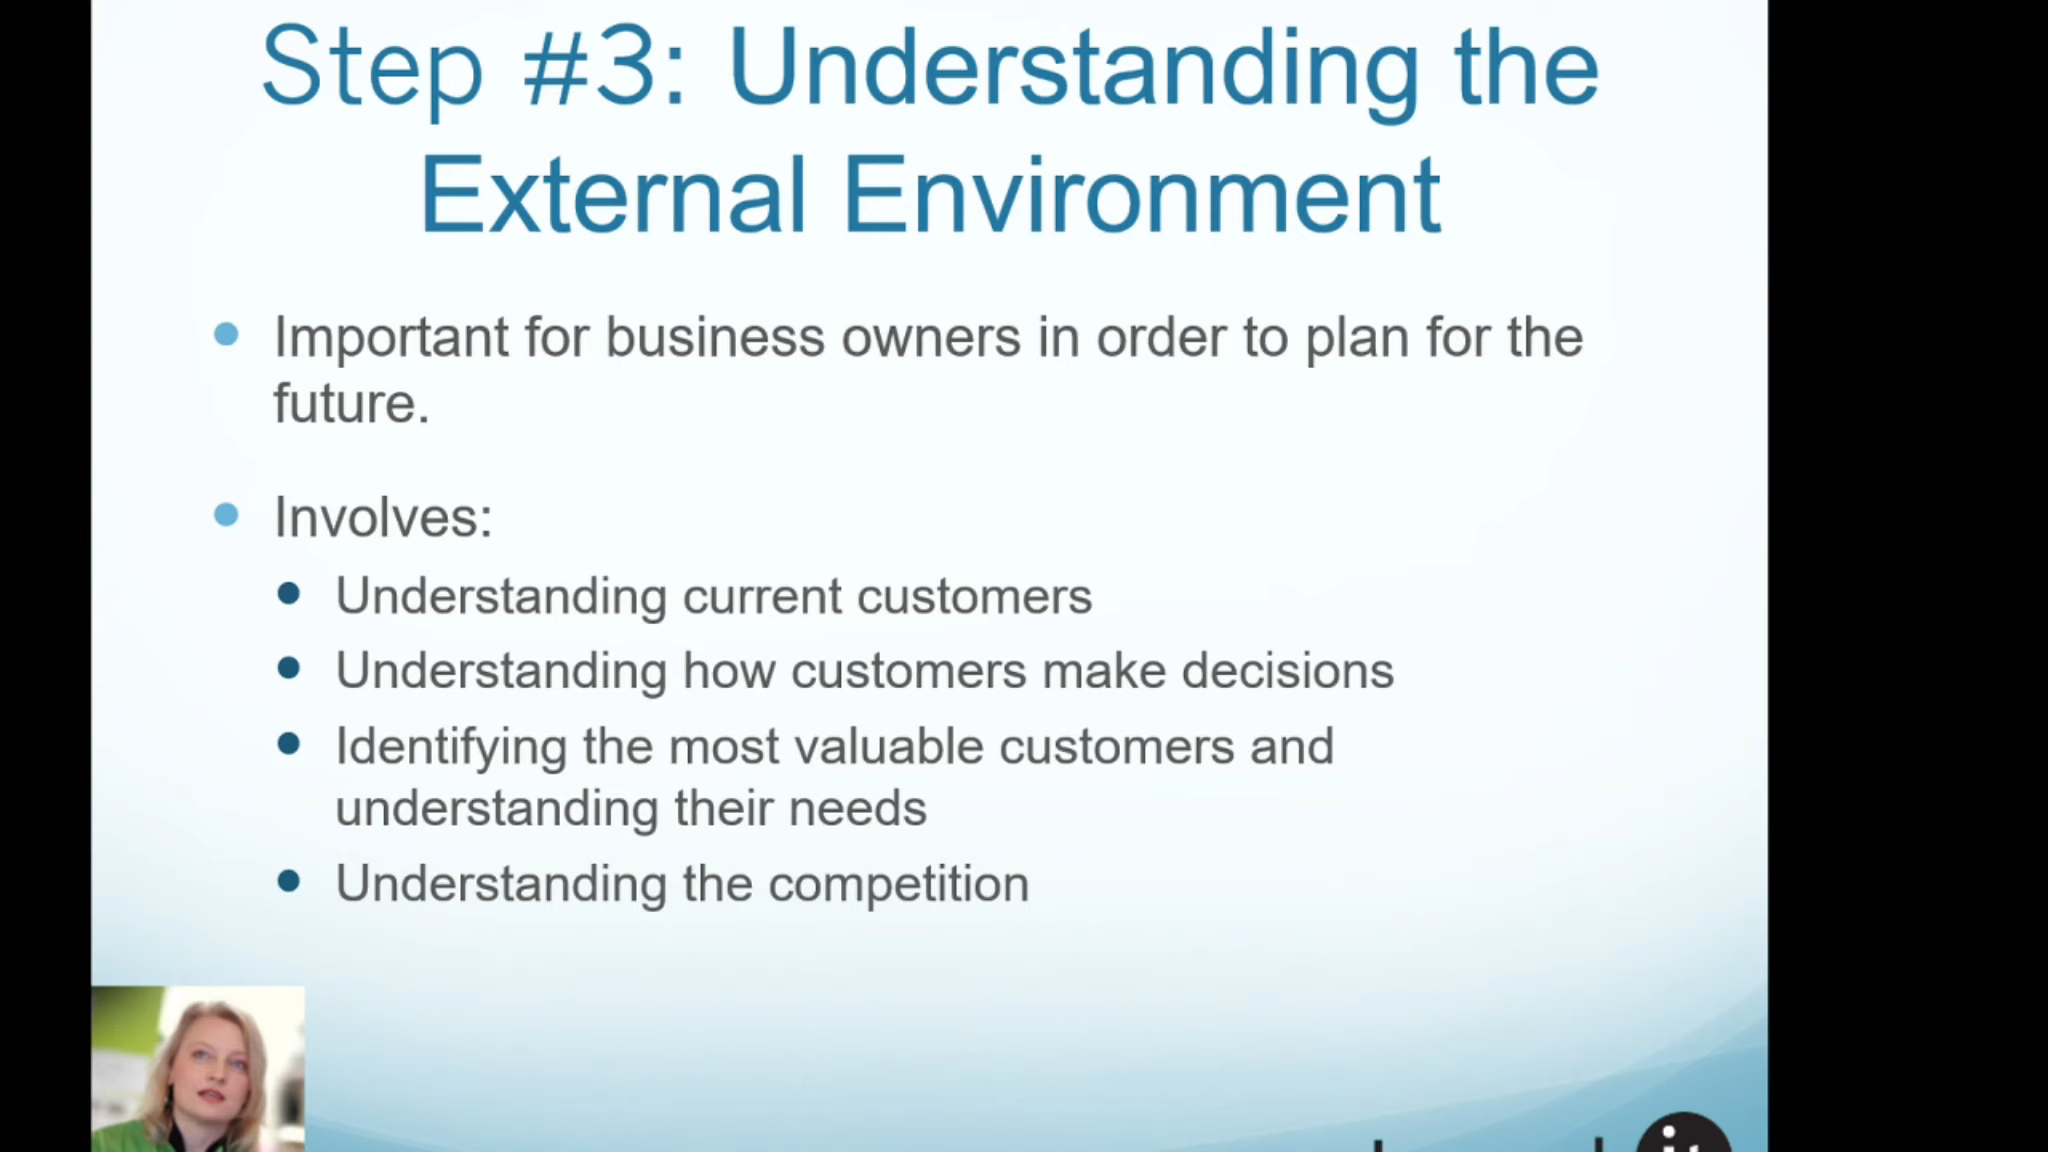 Step #3: Understanding the
External Environment
Important for business owners in order to plan for the
future.
Involves:
Understanding current customers
Understanding how customers make decisions
Identifying the most valuable customers and
understanding their needs
Understanding the competition